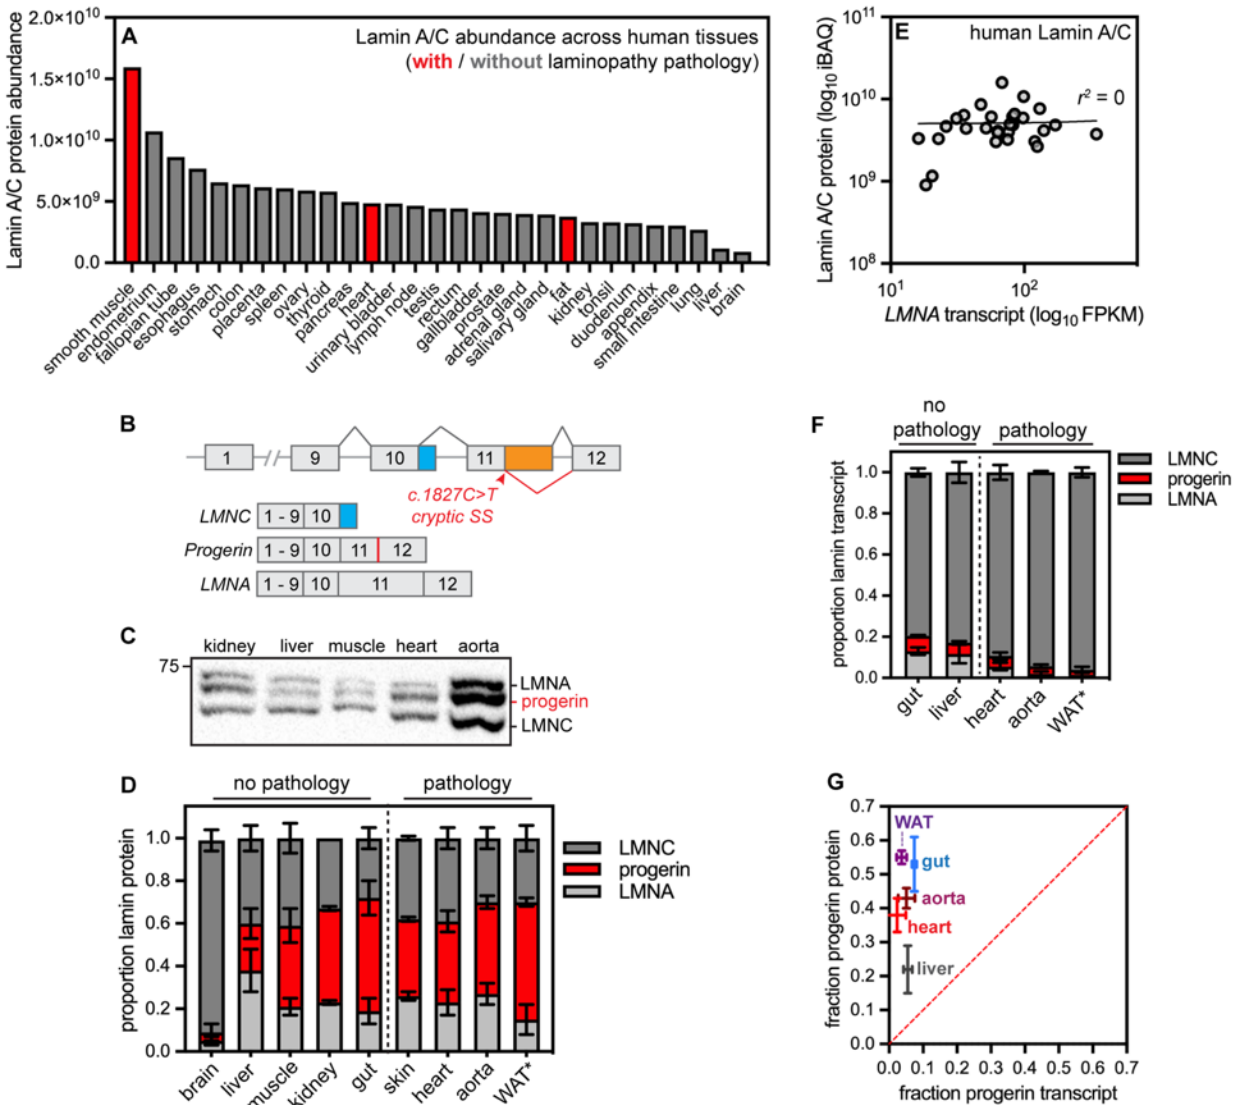 A
Lamin A/C abundance across human tissues
(with / without laminopathy pathology)
Lamin A/C protein abundance
2.0×10¹⁰
1.5×10¹⁰
1.0×10¹⁰
5.0×10⁹
0.0
smooth muscle
endometrium
fallopian tube
esophagus
stomach
colon
placenta
spleen
ovary
thyroid
pancreas
heart
urinary bladder
lymph node
testis
rectum
gallbladder
prostate
adrenal gland
salivary gland
fat
kidney
tonsil
duodenum
appendix
small intestine
lung
liver
brain
E
human Lamin A/C
r² = 0
Lamin A/C protein (log₁₀ iBAQ)
10¹¹
10¹⁰
10⁹
10⁸
10¹ 10²
LMNA transcript (log₁₀ FPKM)
B
1 // 9 10 11 12
c.1827C>T
cryptic SS
LMNC 1 - 9 10
Progerin 1 - 9 10 11 12
LMNA 1 - 9 10 11 12
C
kidney liver muscle heart aorta
75
LMNA
progerin
LMNC
D
no pathology pathology
proportion lamin protein
1.0
0.8
0.6
0.4
0.2
0.0
brain
liver
muscle
kidney
gut
skin
heart
aorta
WAT*
LMNC
progerin
LMNA
F
no
pathology pathology
proportion lamin transcript
1.0
0.8
0.6
0.4
0.2
0.0
gut
liver
heart
aorta
WAT*
LMNC
progerin
LMNA
G
fraction progerin protein
0.7
0.6
0.5
0.4
0.3
0.2
0.1
0.0
WAT
gut
aorta
heart
liver
0.0 0.1 0.2 0.3 0.4 0.5 0.6 0.7
fraction progerin transcript